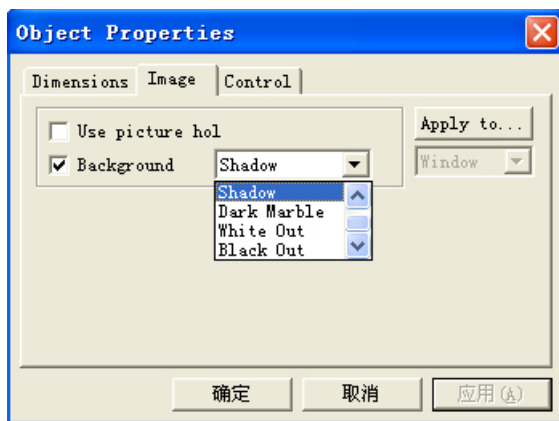 Object Properties
Dimensions Image Control
Use picture hol
Apply to...
Background Shadow
Window
Shadow
Dark Marble
White Out
Black Out
确定 取消 应用(A)